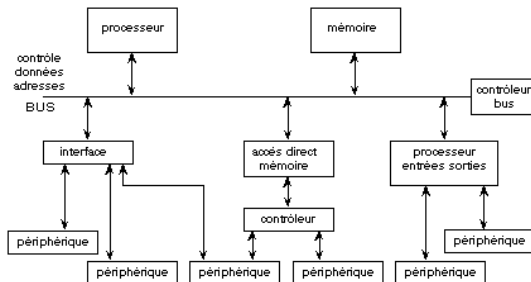 processeur
mémoire
contrôle
données
adresses
BUS
contrôleur
bus
interface
accès direct
mémoire
processeur
entrées sorties
contrôleur
périphérique
périphérique
périphérique
périphérique
périphérique
périphérique